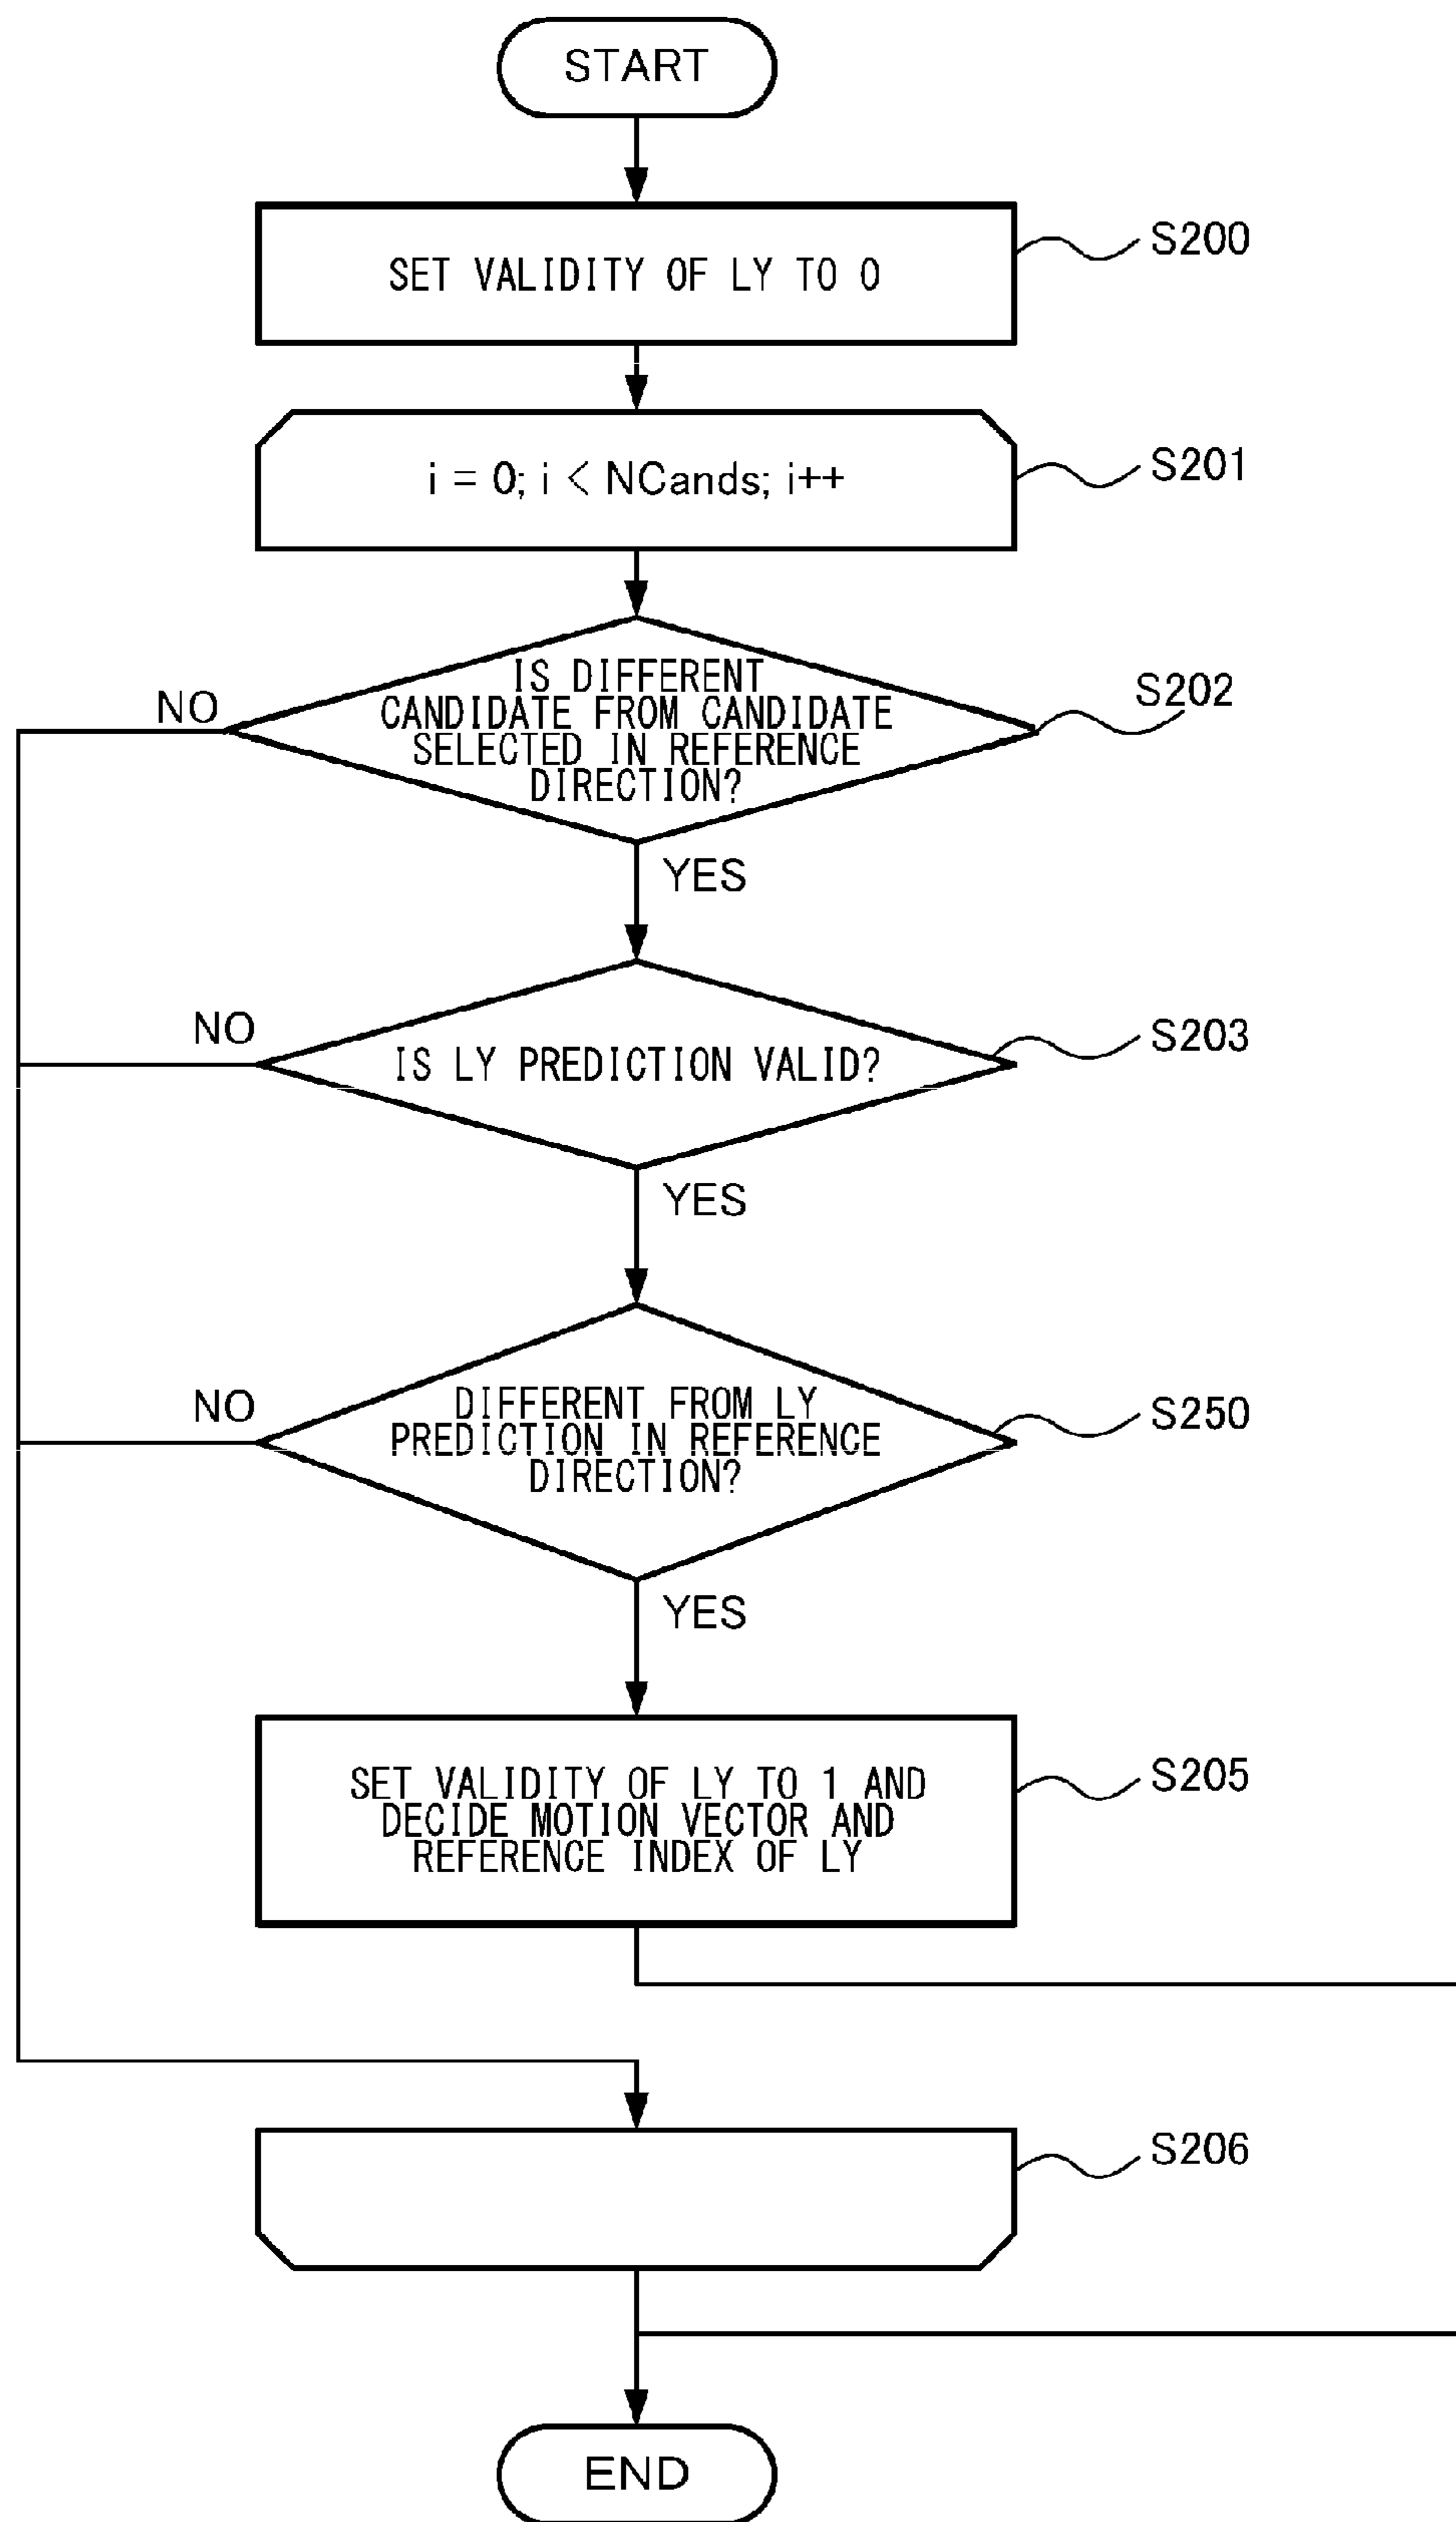 START
SET VALIDITY OF LY TO 0
S200
i = 0; i < NCands; i++
S201
IS DIFFERENT
CANDIDATE FROM CANDIDATE
SELECTED IN REFERENCE
DIRECTION?
NO
S202
YES
NO
IS LY PREDICTION VALID?
S203
YES
NO
DIFFERENT FROM LY
PREDICTION IN REFERENCE
DIRECTION?
S250
YES
SET VALIDITY OF LY TO 1 AND
DECIDE MOTION VECTOR AND
REFERENCE INDEX OF LY
S205
S206
END